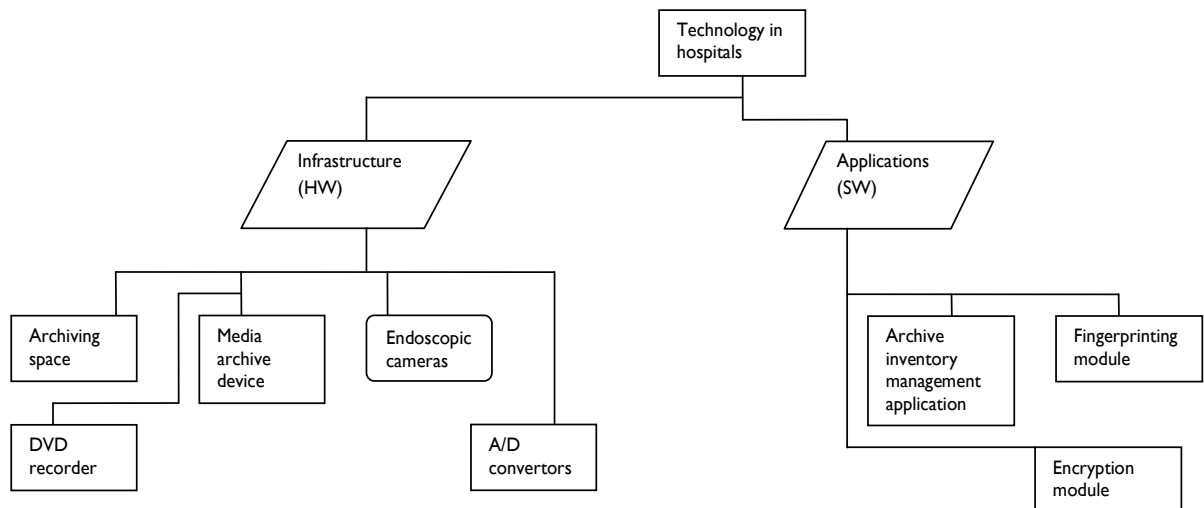 Technology in
hospitals
Infrastructure
(HW)
Applications
(SW)
Archiving
space
Media
archive
device
Endoscopic
cameras
Archive
inventory
management
application
Fingerprinting
module
DVD
recorder
A/D
convertors
Encryption
module